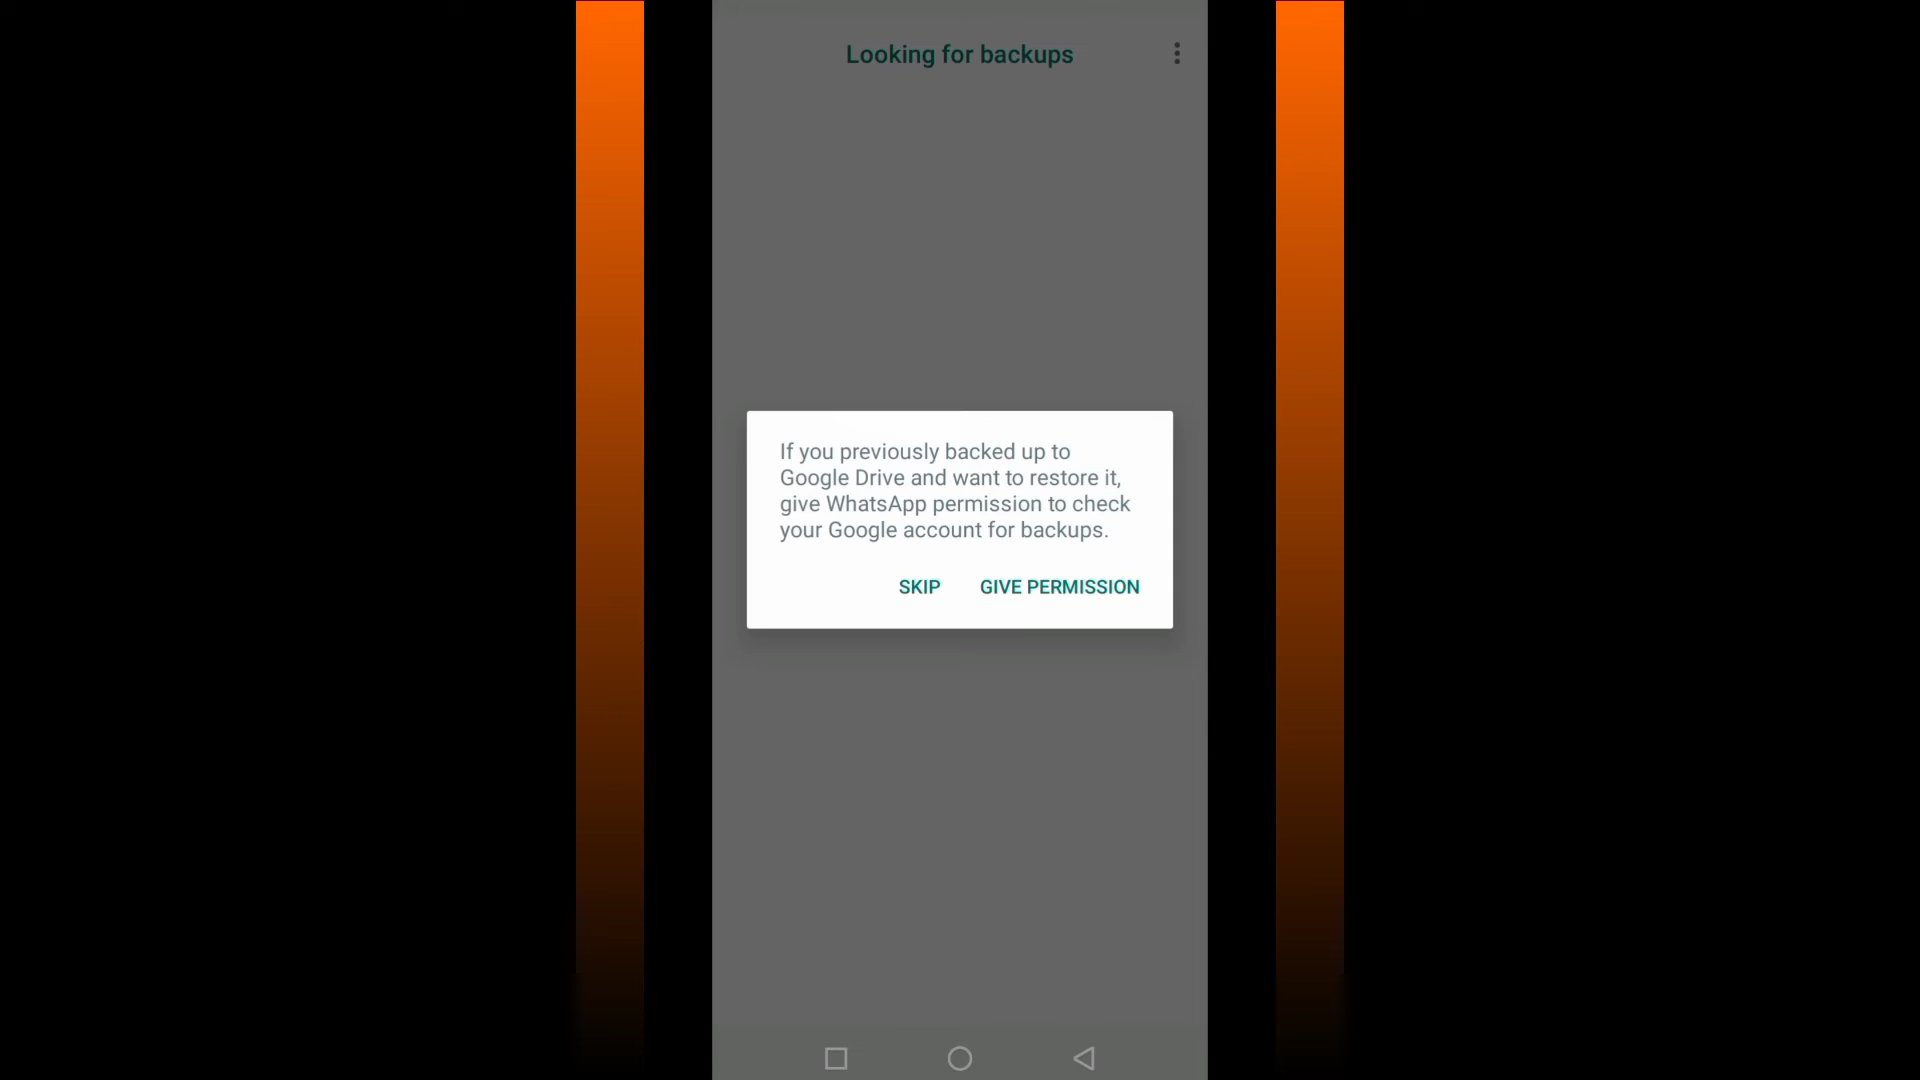 Looking for backups
If you previously backed up to
Google Drive and want to restore it,
give WhatsApp permission to check
your Google account for backups.
SKIP GIVE PERMISSION